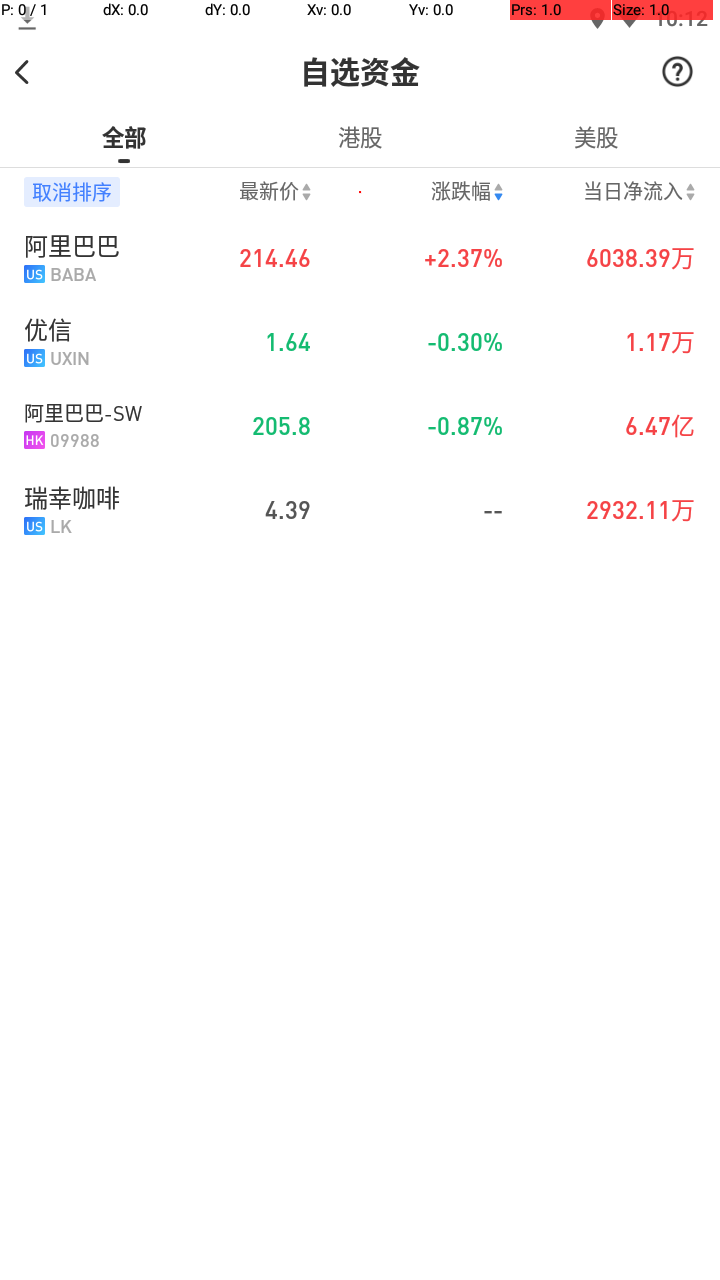 P: 0 / 1 dX: 0.0 dY: 0.0 Xv: 0.0 Yv: 0.0 Prs: 1.0 Size: 1.0
10:12
自选资金
全部 港股 美股
取消排序 最新价 涨跌幅 当日净流入
阿里巴巴 214.46 +2.37% 6038.39万
US BABA
优信 1.64 -0.30% 1.17万
US UXIN
阿里巴巴-SW 205.8 -0.87% 6.47亿
HK 09988
瑞幸咖啡 4.39 -- 2932.11万
US LK